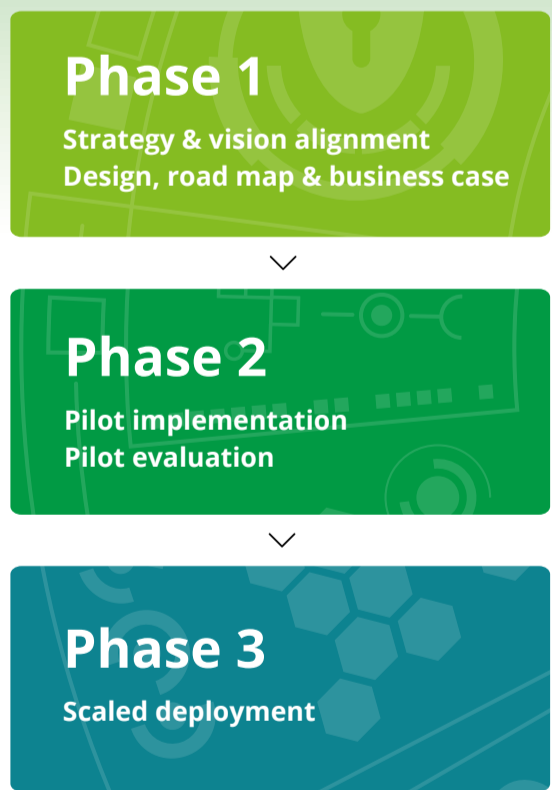 Phase 1
Strategy & vision alignment
Design, road map & business case
Phase 2
Pilot implementation
Pilot evaluation
Phase 3
Scaled deployment